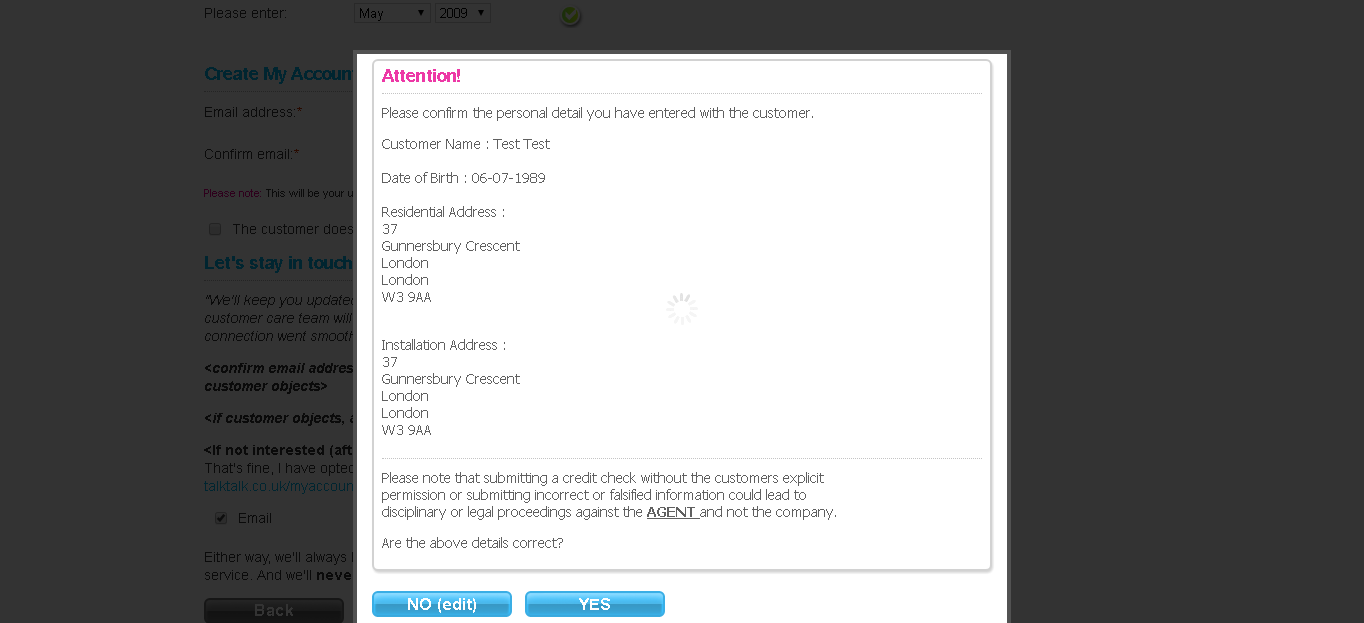 Please enter: May 2009
Attention!
Please confirm the personal detail you have entered with the customer.
Customer Name : Test Test
Date of Birth : 06-07-1989
Residential Address :
37
Gunnersbury Crescent
London
London
W3 9AA
Installation Address :
37
Gunnersbury Crescent
London
London
W3 9AA
Please note that submitting a credit check without the customers explicit
permission or submitting incorrect or falsified information could lead to
disciplinary or legal proceedings against the AGENT and not the company.
Are the above details correct?
NO (edit) YES
Create My Accoun
Email address:*
Confirm email:*
Please note: This will be your u
The customer does
Let's stay in touch
"We'll keep you updated
customer care team will
connection went smooth
<confirm email addres
customer objects>
<if customer objects, a
<If not interested (aft
That's fine, I have opted
talktalk.co.uk/myaccoun
Email
Either way, we'll always
service. And we'll neve
Back